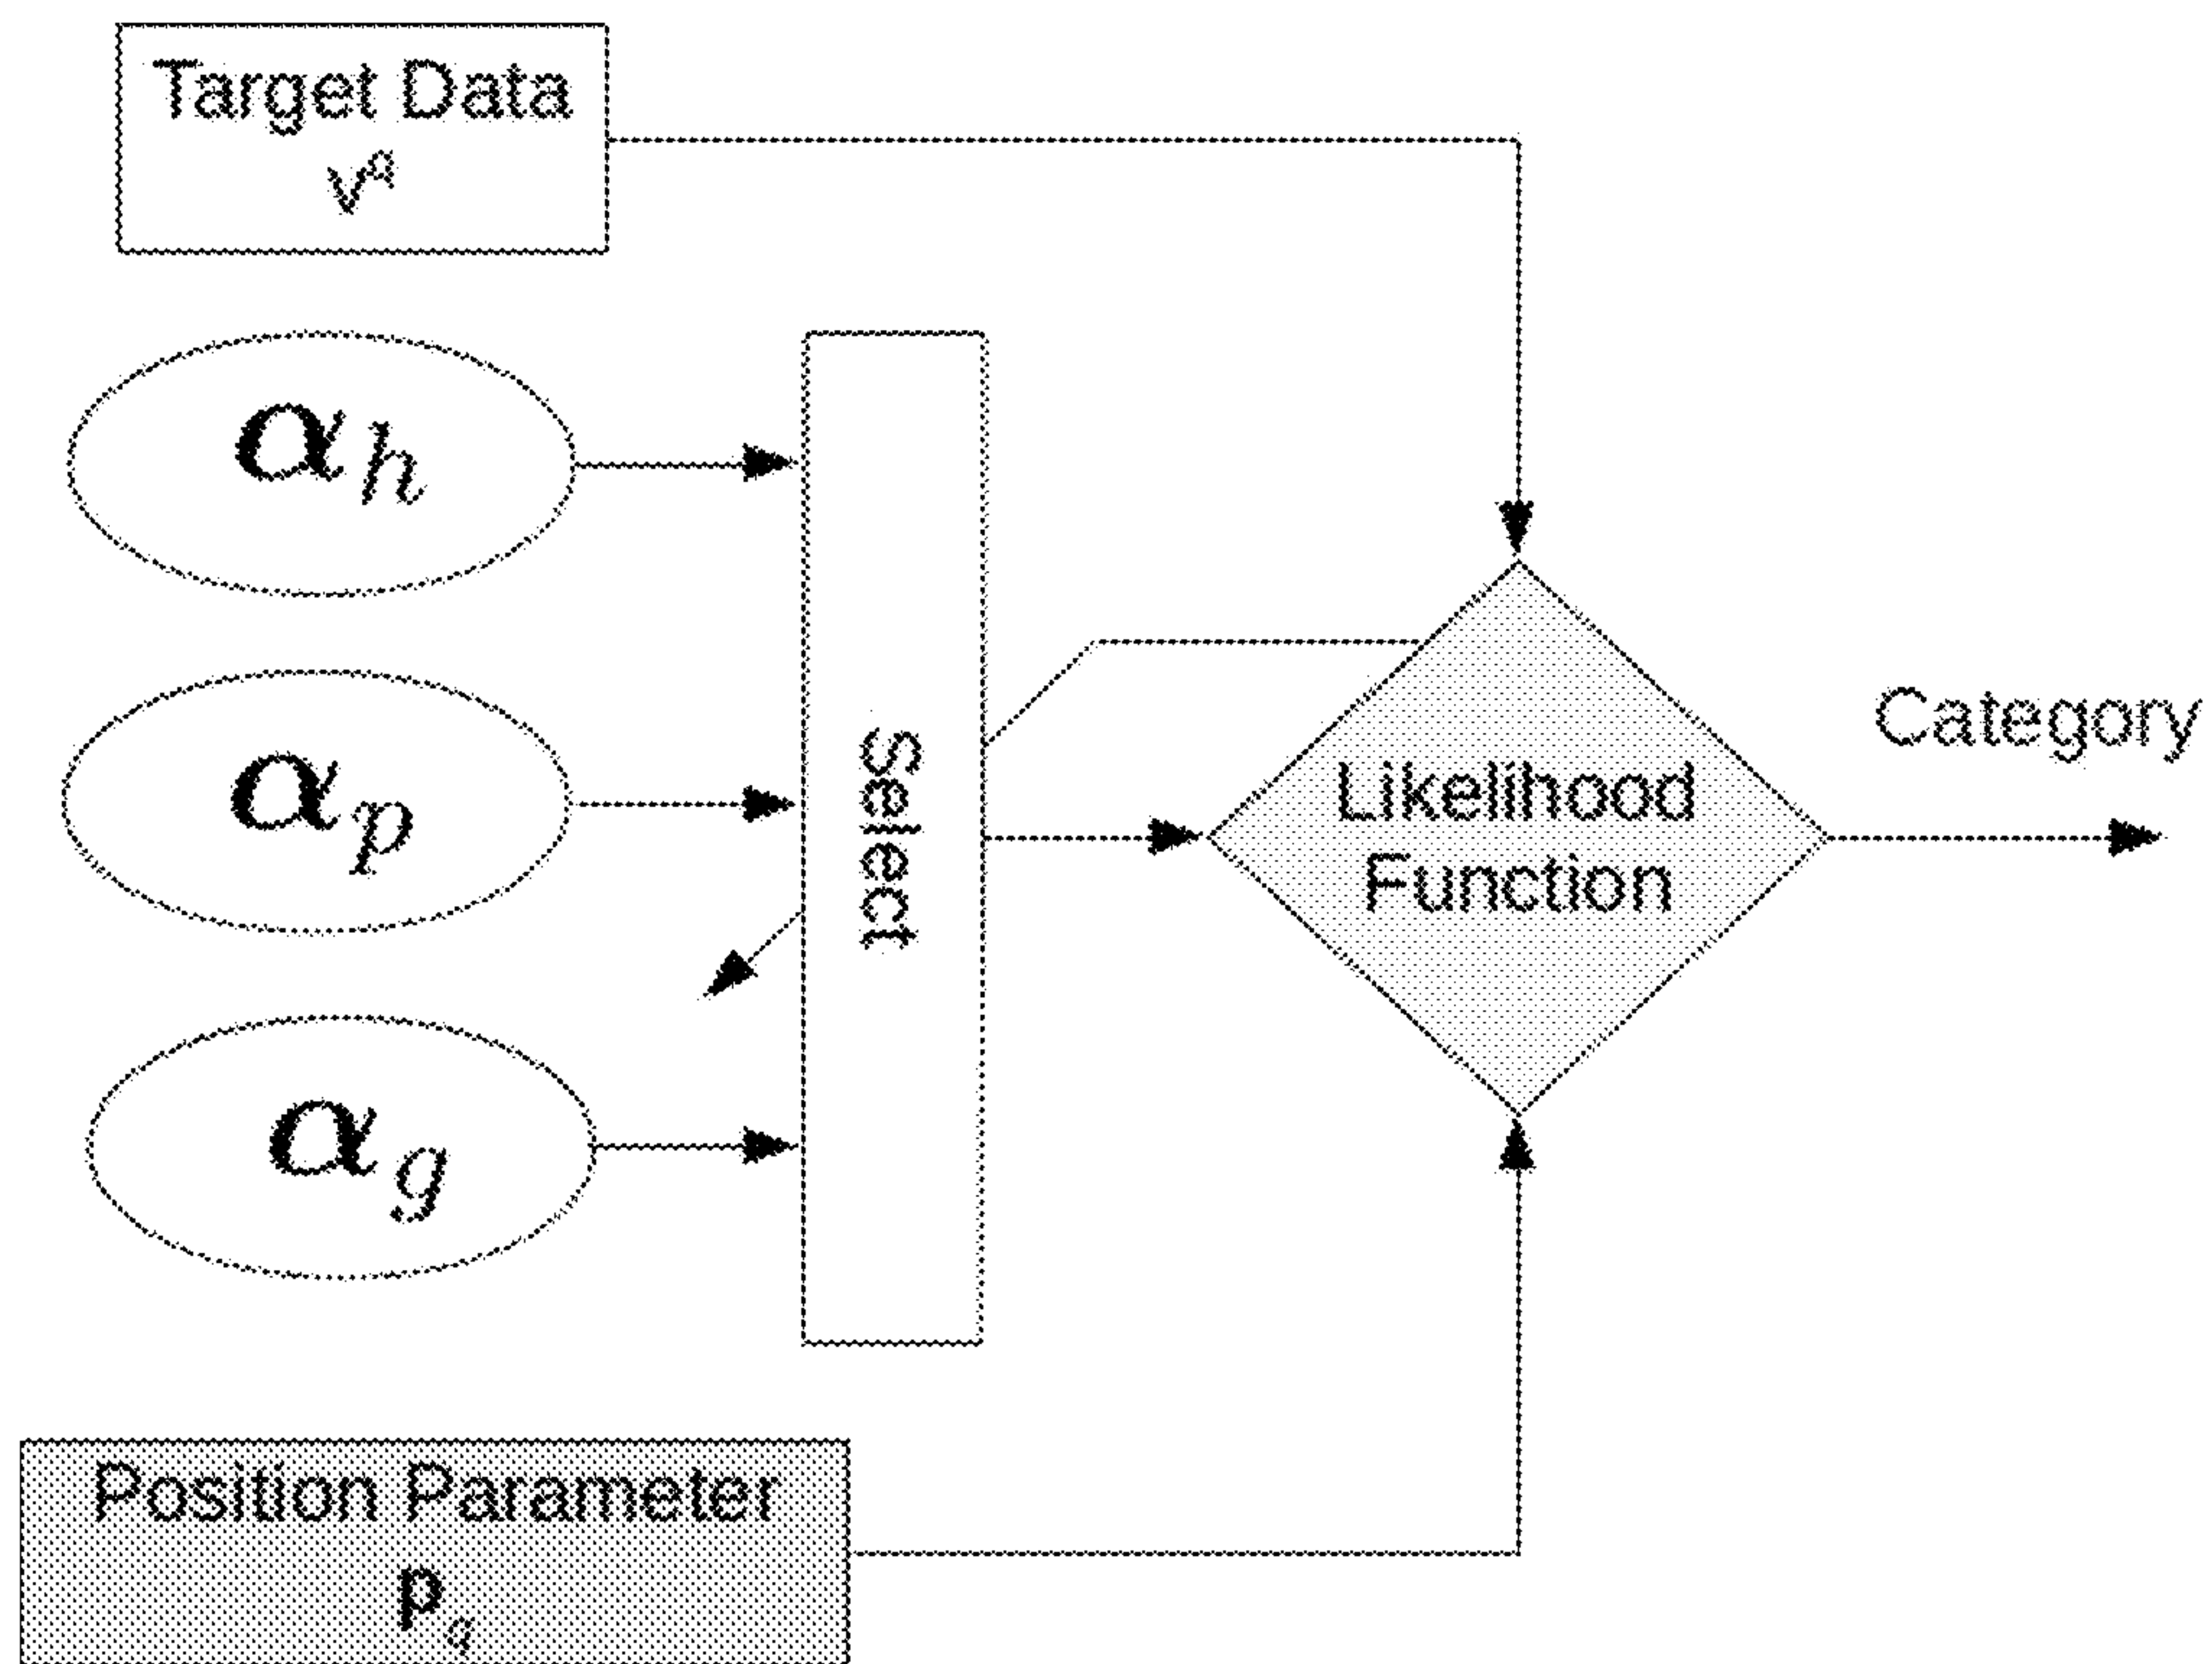 Target Data
v^q
α_h
α_p
α_g
Select
Likelihood
Function
Category
Position Parameter
p_q